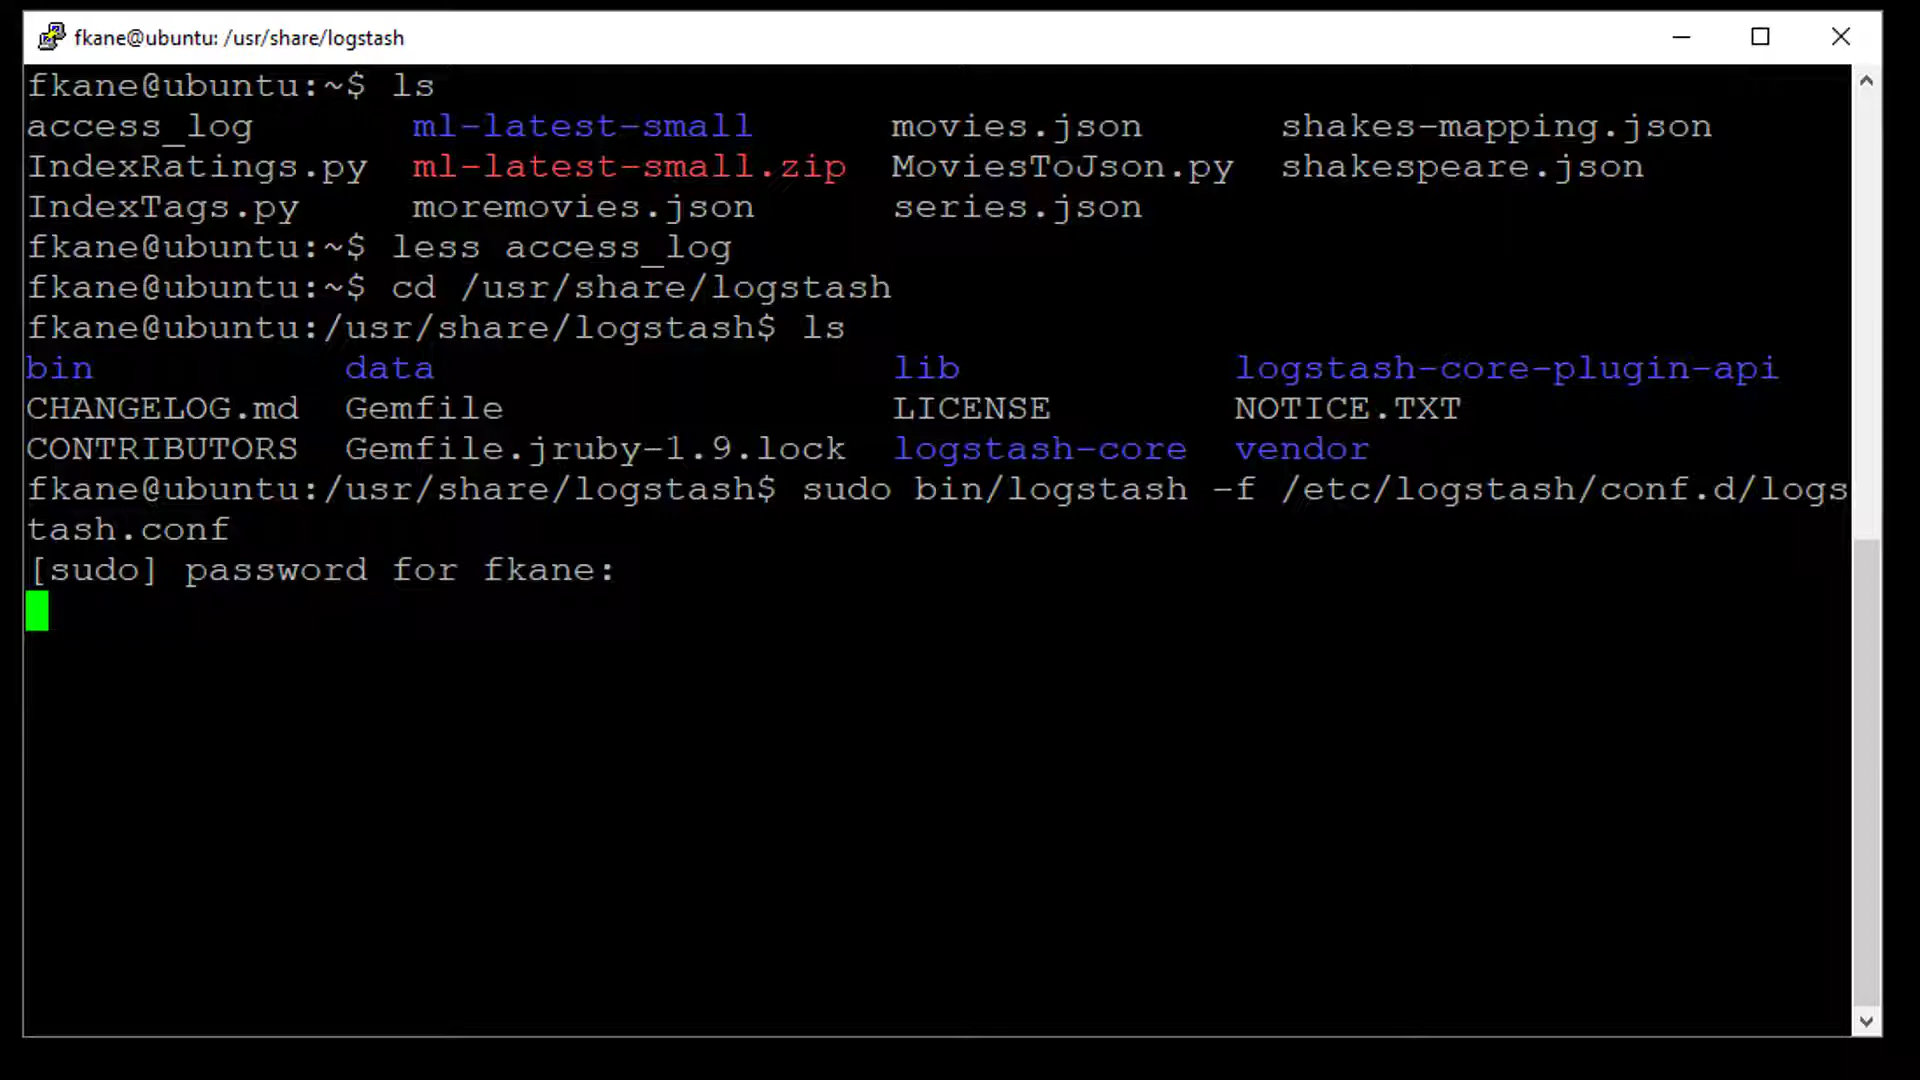 fkane@ubuntu: /usr/share/logstash
fkane@ubuntu:~$ ls
access_log ml-latest-small movies.json shakes-mapping.json
IndexRatings.py ml-latest-small.zip MoviesToJson.py shakespeare.json
IndexTags.py moremovies.json series.json
fkane@ubuntu:~$ less access_log
fkane@ubuntu:~$ cd /usr/share/logstash
fkane@ubuntu:/usr/share/logstash$ ls
bin data lib logstash-core-plugin-api
CHANGELOG.md Gemfile LICENSE NOTICE.TXT
CONTRIBUTORS Gemfile.jruby-1.9.lock logstash-core vendor
fkane@ubuntu:/usr/share/logstash$ sudo bin/logstash -f /etc/logstash/conf.d/logs
tash.conf
[sudo] password for fkane: